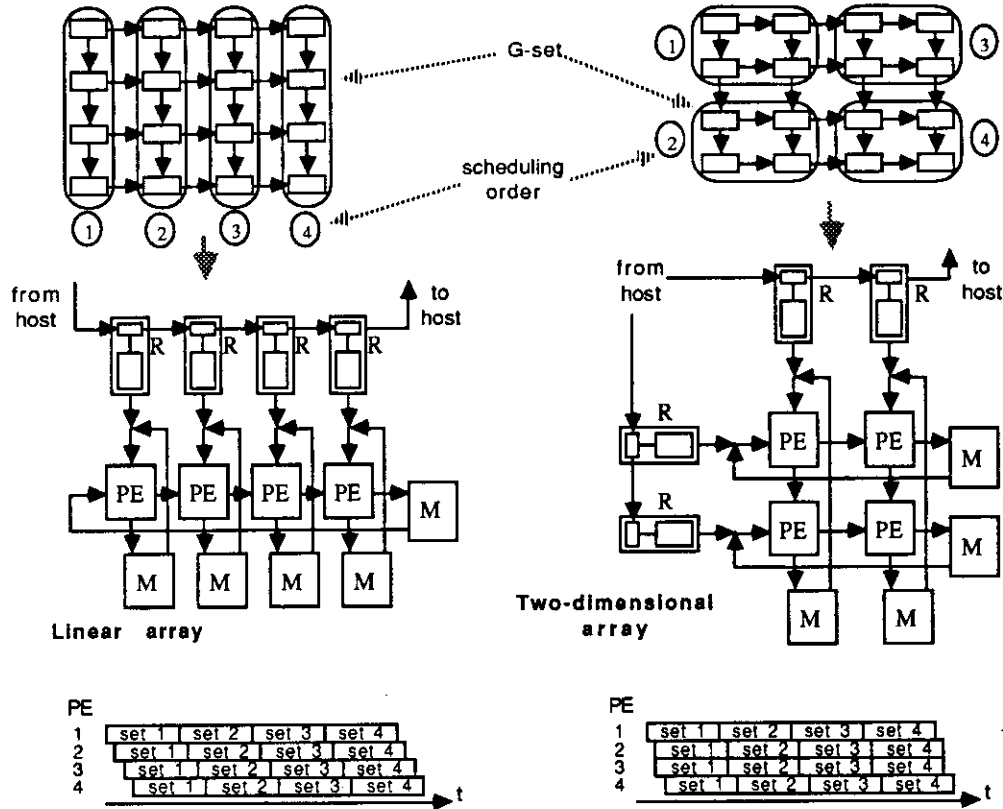 G-set
scheduling
order
1 2 3 4
1 3
2 4
from
host
to
host
R R R R
PE PE PE PE
M
M M M M
Linear array
from
host
to
host
R R
R
PE PE
M
R
PE PE
M
M M
Two-dimensional
array
PE
1 set 1 set 2 set 3 set 4
2 set 1 set 2 set 3 set 4
3 set 1 set 2 set 3 set 4
4 set 1 set 2 set 3 set 4
t
PE
1 set 1 set 2 set 3 set 4
2 set 1 set 2 set 3 set 4
3 set 1 set 2 set 3 set 4
4 set 1 set 2 set 3 set 4
t